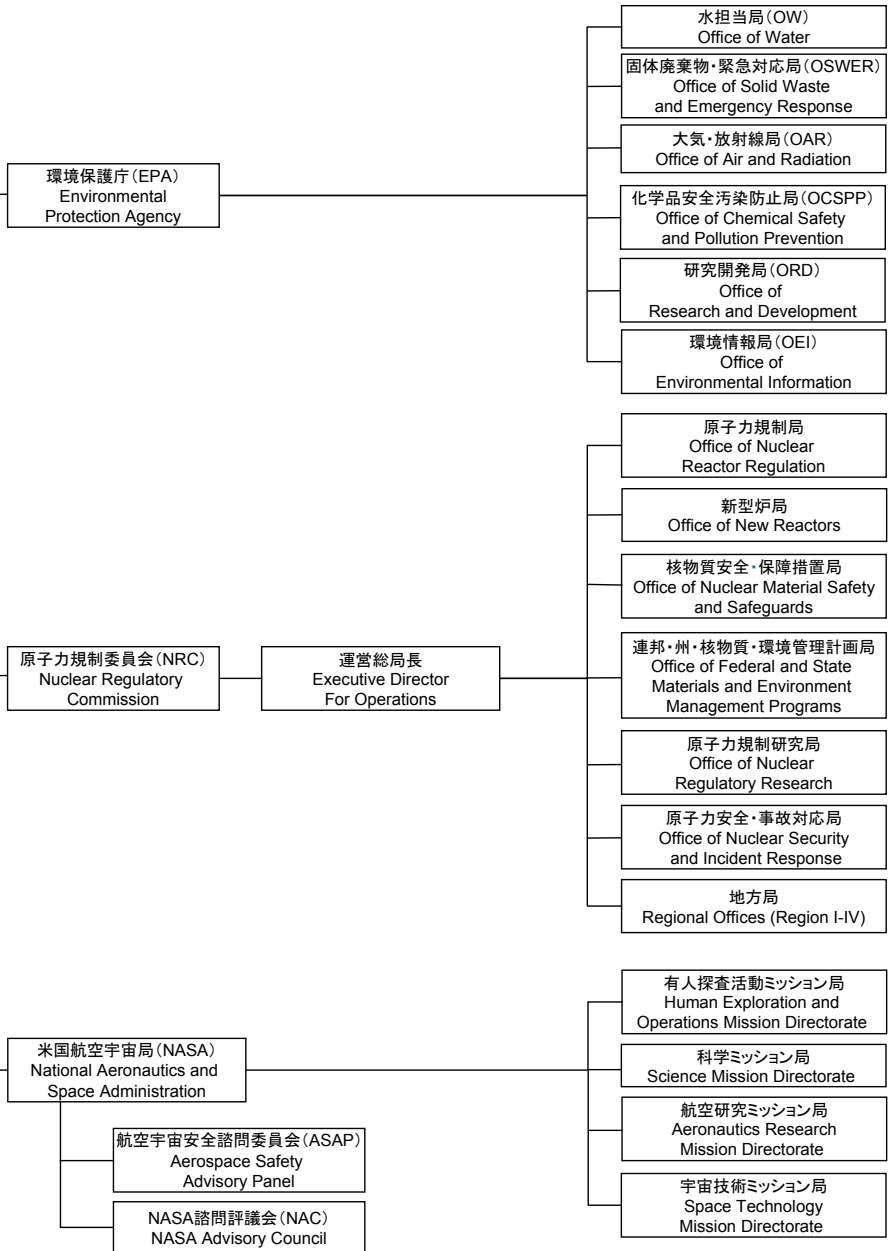 水担当局(OW)
Office of Water
固体廃棄物・緊急対応局(OSWER)
Office of Solid Waste
and Emergency Response
大気・放射線局(OAR)
Office of Air and Radiation
環境保護庁(EPA)
Environmental
Protection Agency
化学品安全汚染防止局(OCSPP)
Office of Chemical Safety
and Pollution Prevention
研究開発局(ORD)
Office of
Research and Development
環境情報局(OEI)
Office of
Environmental Information
原子力規制局
Office of Nuclear
Reactor Regulation
新型炉局
Office of New Reactors
核物質安全・保障措置局
Office of Nuclear Material Safety
and Safeguards
原子力規制委員会(NRC)
Nuclear Regulatory
Commission
運営総局長
Executive Director
For Operations
連邦・州・核物質・環境管理計画局
Office of Federal and State
Materials and Environment
Management Programs
原子力規制研究局
Office of Nuclear
Regulatory Research
原子力安全・事故対応局
Office of Nuclear Security
and Incident Response
地方局
Regional Offices (Region I-IV)
有人探査活動ミッション局
Human Exploration and
Operations Mission Directorate
米国航空宇宙局(NASA)
National Aeronautics and
Space Administration
科学ミッション局
Science Mission Directorate
航空研究ミッション局
Aeronautics Research
Mission Directorate
航空宇宙安全諮問委員会(ASAP)
Aerospace Safety
Advisory Panel
宇宙技術ミッション局
Space Technology
Mission Directorate
NASA諮問評議会(NAC)
NASA Advisory Council